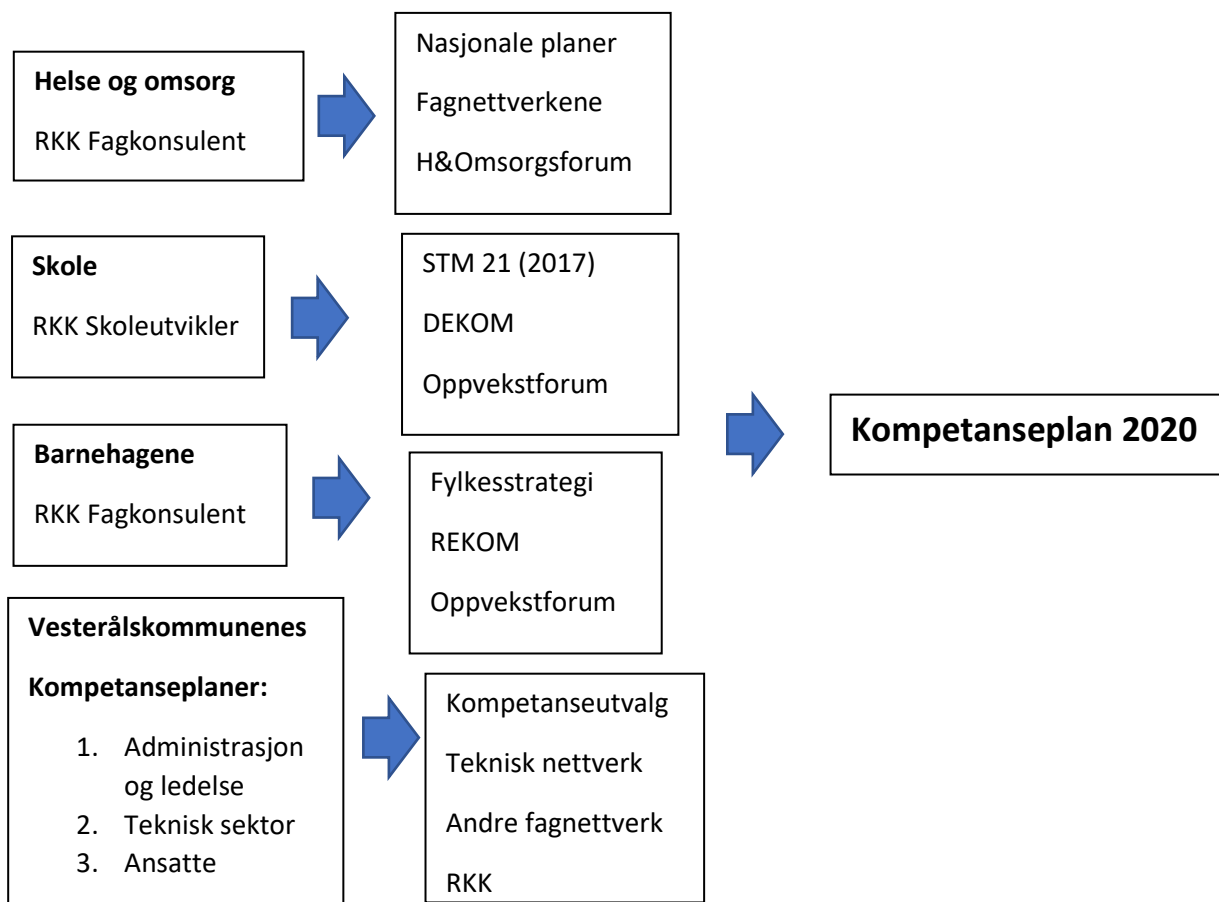 Helse og omsorg
RKK Fagkonsulent
Nasjonale planer
Fagnettverkene
H&Omsorgsforum
Skole
RKK Skoleutvikler
STM 21 (2017)
DEKOM
Oppvekstforum
Barnehagene
RKK Fagkonsulent
Fylkesstrategi
REKOM
Oppvekstforum
Vesterålskommunenes
Kompetanseplaner:
1. Administrasjon
og ledelse
2. Teknisk sektor
3. Ansatte
Kompetanseutvalg
Teknisk nettverk
Andre fagnettverk
RKK
Kompetanseplan 2020